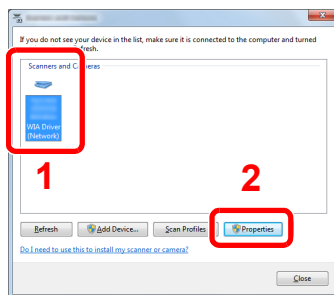 If you do not see your device in the list, make sure it is connected to the computer and turned
refresh.
Scanners and Cameras
WIA Driver
(Network)
1
2
Refresh
Add Device...
Scan Profiles
Properties
Do I need to use this to install my scanner or camera?
Close